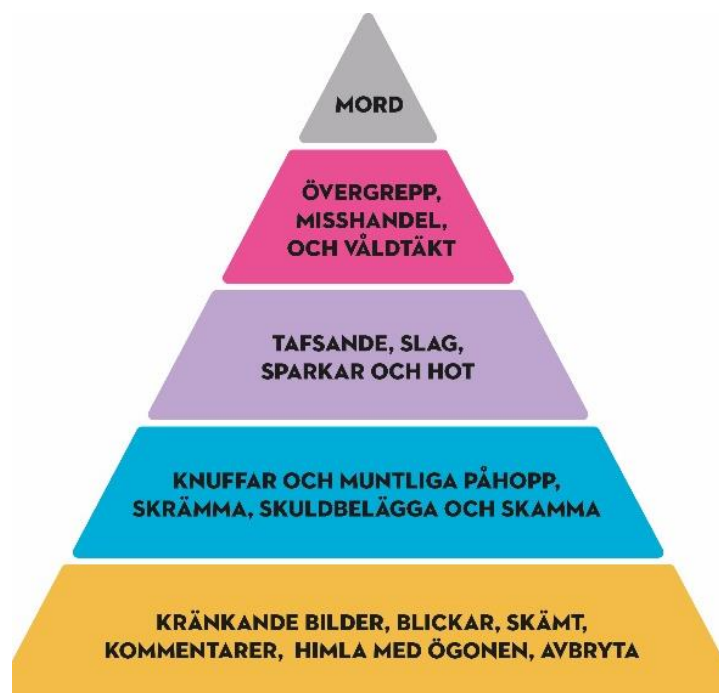 MORD
ÖVERGREPP,
MISSHANDEL,
OCH VÅLDTÄKT
TAFSANDE, SLAG,
SPARKAR OCH HOT
KNUFFAR OCH MUNTLIGA PÅHOPP,
SKRÄMMA, SKULDBELÄGGA OCH SKAMMA
KRÄNKANDE BILDER, BLICKAR, SKÄMT,
KOMMENTARER, HIMLA MED ÖGONEN, AVBRYTA